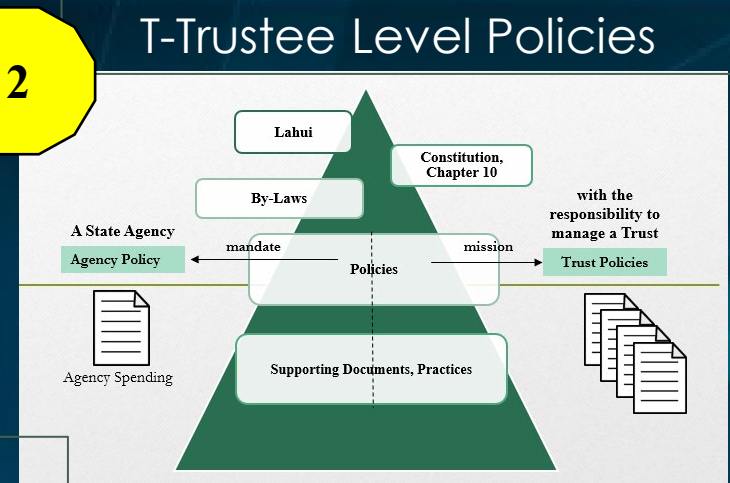 T-Trustee Level Policies
2
Lahui
Constitution,
Chapter 10
By-Laws
with the
responsibility to
manage a Trust
A State Agency
mandate
mission
Agency Policy
Policies
Trust Policies
Agency Spending
Supporting Documents, Practices